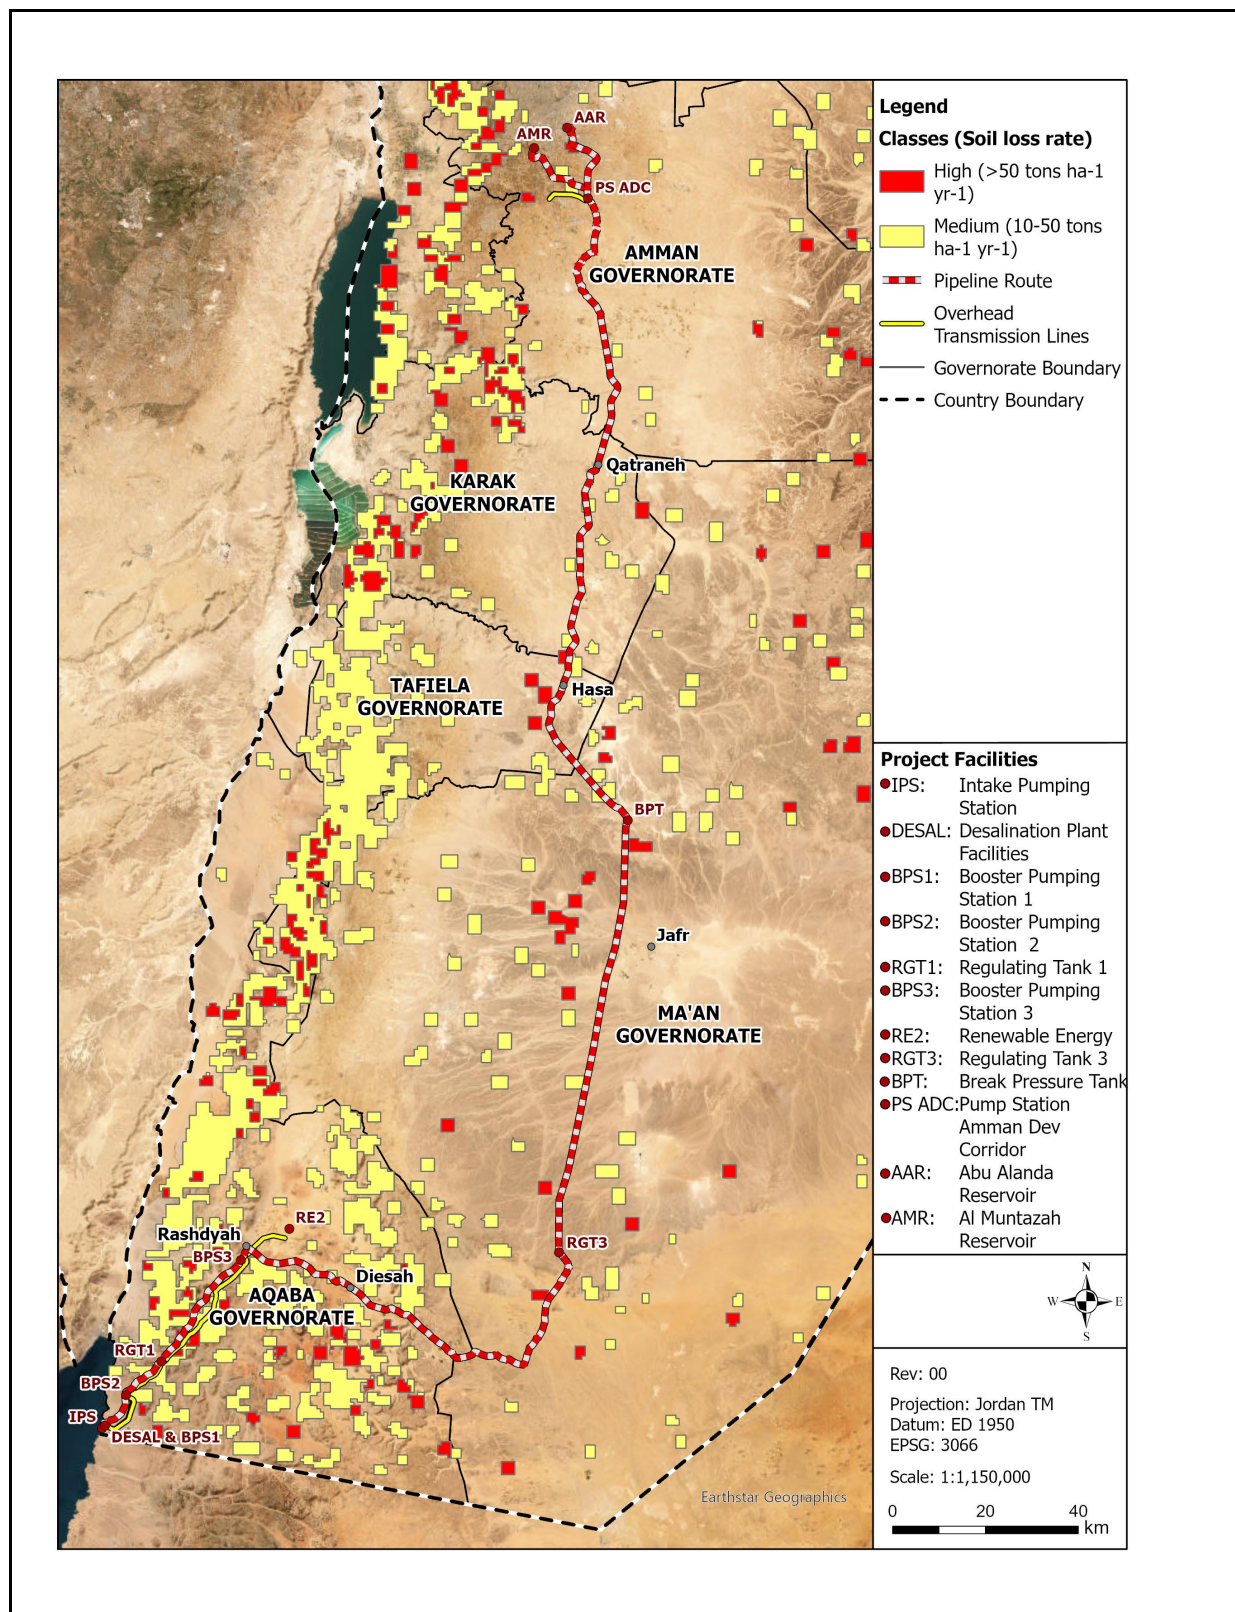 AAR
AMR
PS ADC
AMMAN
GOVERNORATE
Qatraneh
KARAK
GOVERNORATE
TAFIELA
GOVERNORATE
Hasa
BPT
Jafr
MA'AN
GOVERNORATE
RE2
Rashdyah
BPS3
RGT3
Diesah
AQABA
GOVERNORATE
RGT1
BPS2
IPS
DESAL & BPS1
Earthstar Geographics
Legend
Classes (Soil loss rate)
High (>50 tons ha-1
yr-1)
Medium (10-50 tons
ha-1 yr-1)
Pipeline Route
Overhead
Transmission Lines
Governorate Boundary
Country Boundary
Project Facilities
IPS: Intake Pumping
Station
DESAL: Desalination Plant
Facilities
BPS1: Booster Pumping
Station 1
BPS2: Booster Pumping
Station 2
RGT1: Regulating Tank 1
BPS3: Booster Pumping
Station 3
RE2: Renewable Energy
RGT3: Regulating Tank 3
BPT: Break Pressure Tank
PS ADC: Pump Station
Amman Dev
Corridor
AAR: Abu Alanda
Reservoir
AMR: Al Muntazah
Reservoir
N
W E
S
Rev: 00
Projection: Jordan TM
Datum: ED 1950
EPSG: 3066
Scale: 1:1,150,000
0 20 40
km